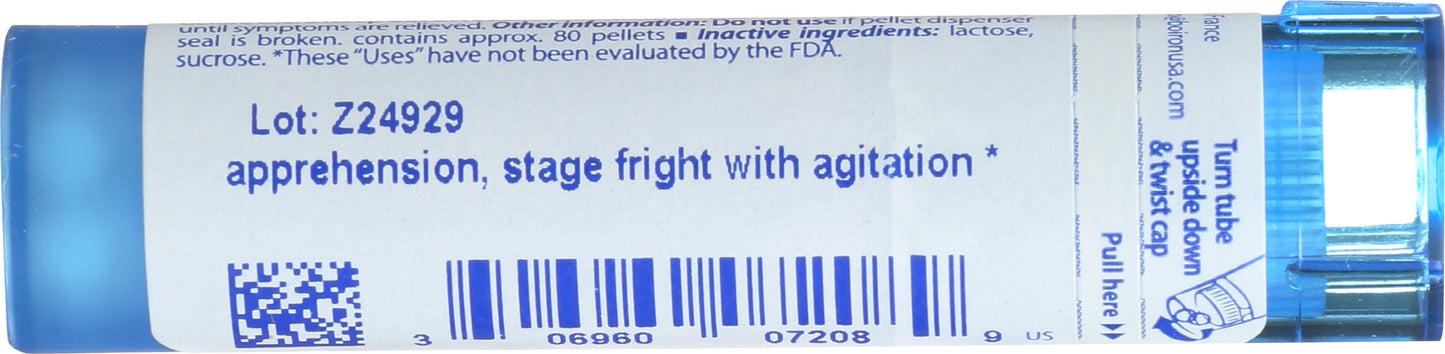 until symptoms are relieved. Other information: Do not use if pellet dispenser
seal is broken. contains approx. 80 pellets ■ Inactive ingredients: lactose,
sucrose. *These “Uses” have not been evaluated by the FDA.
Lot: Z24929
apprehension, stage fright with agitation *
3 06960 07208 9 US
France
Pull here
Turn tube
upside down
& twist cap